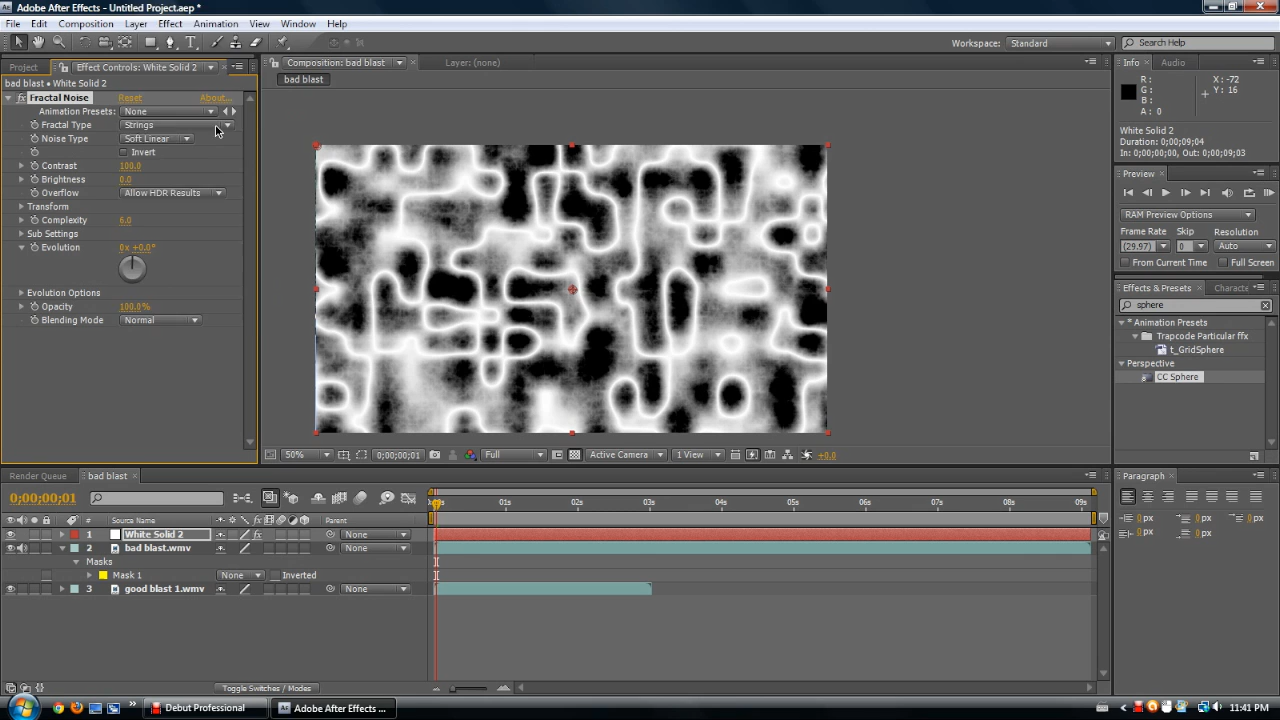 Adobe After Effects - Untitled Project.aep *
File Edit Composition Layer Effect Animation View Window Help
Workspace: Standard Search Help
Project Effect Controls: White Solid 2 Composition: bad blast Layer: (none) Info Audio
bad blast • White Solid 2
bad blast
Fractal Noise Reset About...
Animation Presets: None
Fractal Type Strings
Noise Type Soft Linear
Invert
Contrast 100.0
Brightness 0.0
Overflow Allow HDR Results
Transform
Complexity 6.0
Sub Settings
Evolution 0x +0.0°
Evolution Options
Opacity 100.0%
Blending Mode Normal
R: X: -72
G: Y: 16
B:
A: 0
White Solid 2
Duration: 0;00;09;04
In: 0;00;00;00, Out: 0;00;09;03
Preview
RAM Preview Options
Frame Rate Skip Resolution
(29.97) 0 Auto
From Current Time Full Screen
Effects & Presets Characte
sphere
* Animation Presets
Trapcode Particular ffx
t_GridSphere
Perspective
CC Sphere
50% 0;00;00;01 Full Active Camera 1 View +0.0
Render Queue bad blast Paragraph
0;00;00;01
01s 02s 03s 04s 05s 06s 07s 08s 09s
# Source Name fx Parent
1 White Solid 2 fx None
2 bad blast.wmv None
Masks
Mask 1 None Inverted
3 good blast 1.wmv None
0 px 0 px 0 px
0 px 0 px
Toggle Switches / Modes
Debut Professional Adobe After Effects ... 11:41 PM